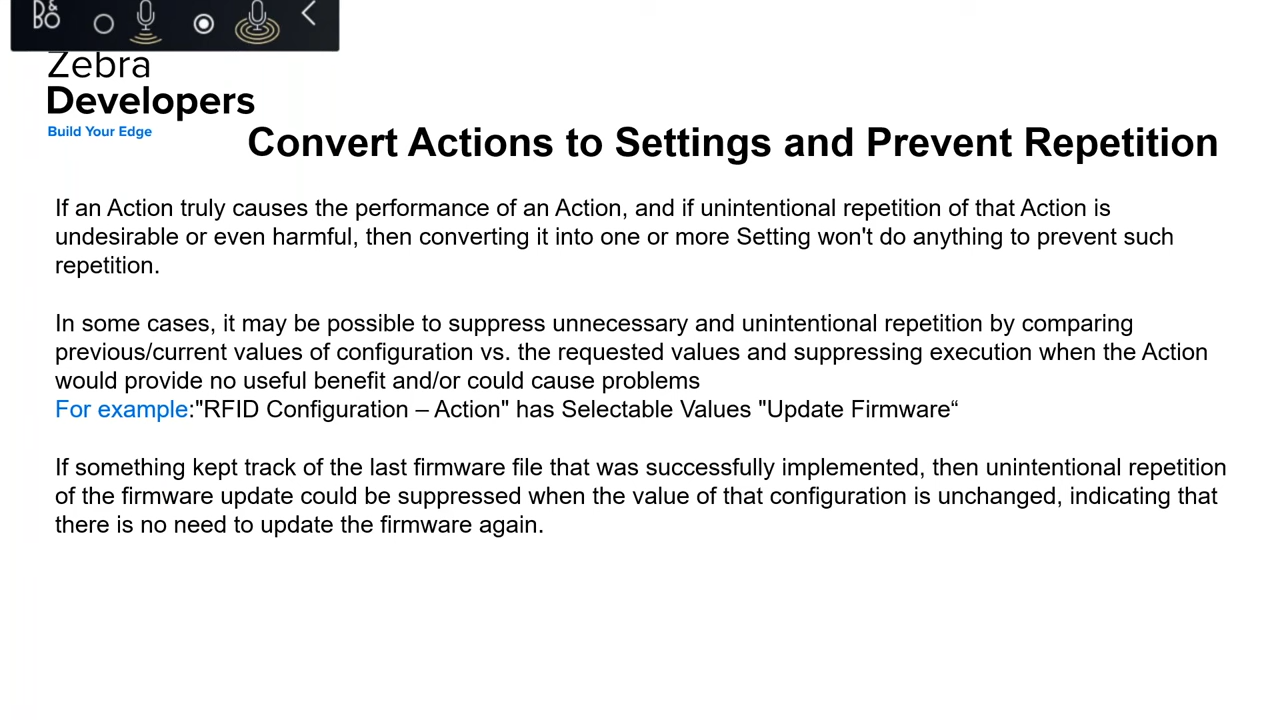 B&O
Zebra
Developers
Build Your Edge
Convert Actions to Settings and Prevent Repetition
If an Action truly causes the performance of an Action, and if unintentional repetition of that Action is
undesirable or even harmful, then converting it into one or more Setting won't do anything to prevent such
repetition.
In some cases, it may be possible to suppress unnecessary and unintentional repetition by comparing
previous/current values of configuration vs. the requested values and suppressing execution when the Action
would provide no useful benefit and/or could cause problems
For example:"RFID Configuration – Action" has Selectable Values "Update Firmware“
If something kept track of the last firmware file that was successfully implemented, then unintentional repetition
of the firmware update could be suppressed when the value of that configuration is unchanged, indicating that
there is no need to update the firmware again.